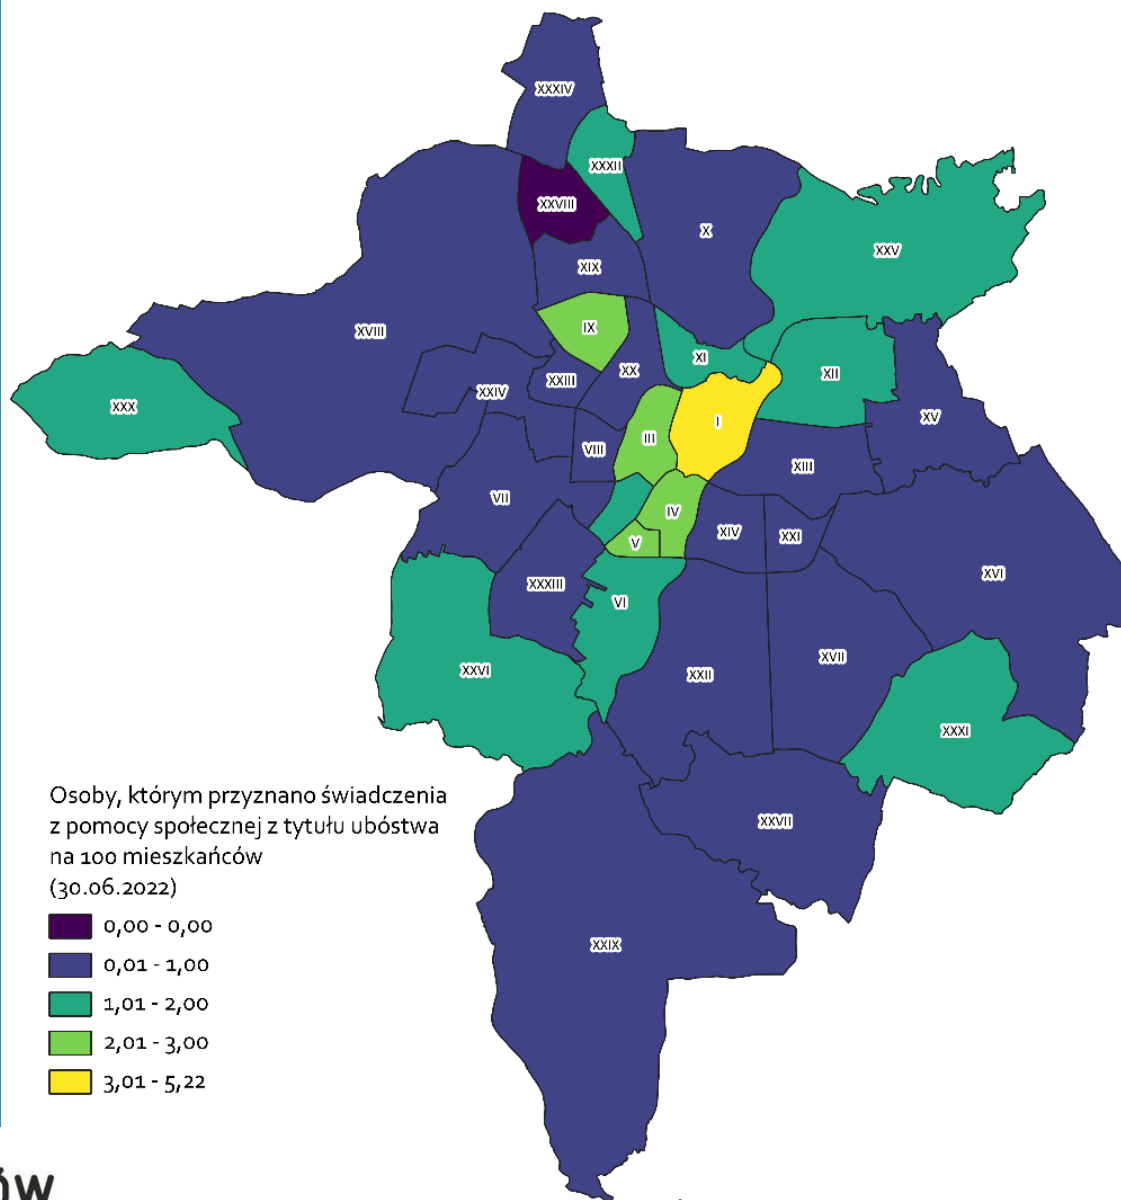 XXXIV
XXXII
XXVIII
X
XXV
XIX
IX
XVIII
XI
XX
XII
XXIII
XXIV
XXX
XV
I
III
VIII
XIII
VII
IV
XIV
XXI
V
XVI
XXXIII
VI
XVII
XXVI
XXII
XXXI
Osoby, którym przyznano świadczenia
z pomocy społecznej z tytułu ubóstwa
na 100 mieszkańców
(30.06.2022)
XXVII
0,00 - 0,00
XXIX
0,01 - 1,00
1,01 - 2,00
2,01 - 3,00
3,01 - 5,22
ÓW